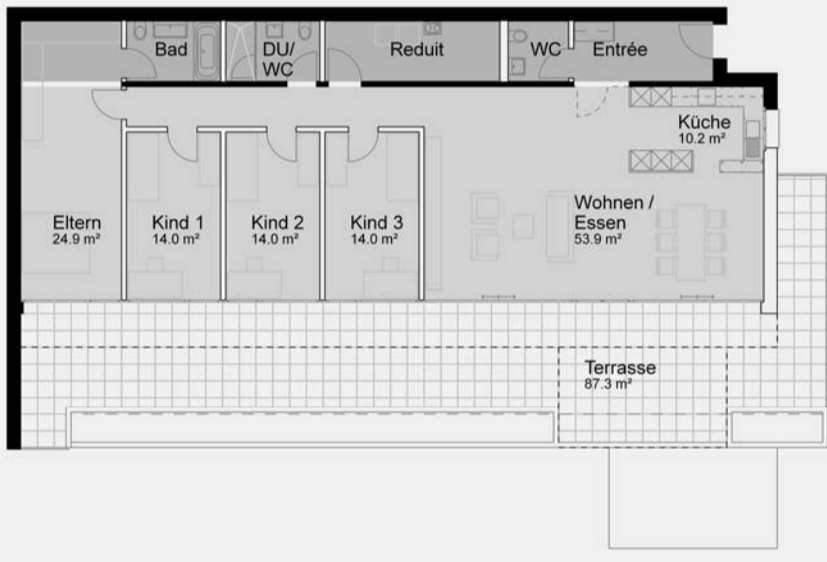 Bad
DU/
WC
Reduit
WC
Entrée
Küche
10.2 m²
Eltern
24.9 m²
Kind 1
14.0 m²
Kind 2
14.0 m²
Kind 3
14.0 m²
Wohnen /
Essen
53.9 m²
Terrasse
87.3 m²